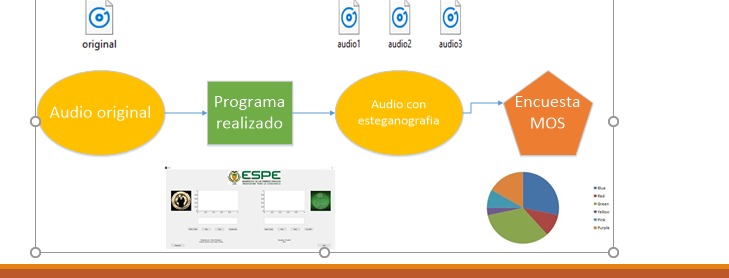 original
audio1
audio2
audio3
Audio original
Programa
realizado
Audio con
esteganografia
Encuesta
MOS
ESPE
Blue
Red
Green
Yellow
Pink
Purple